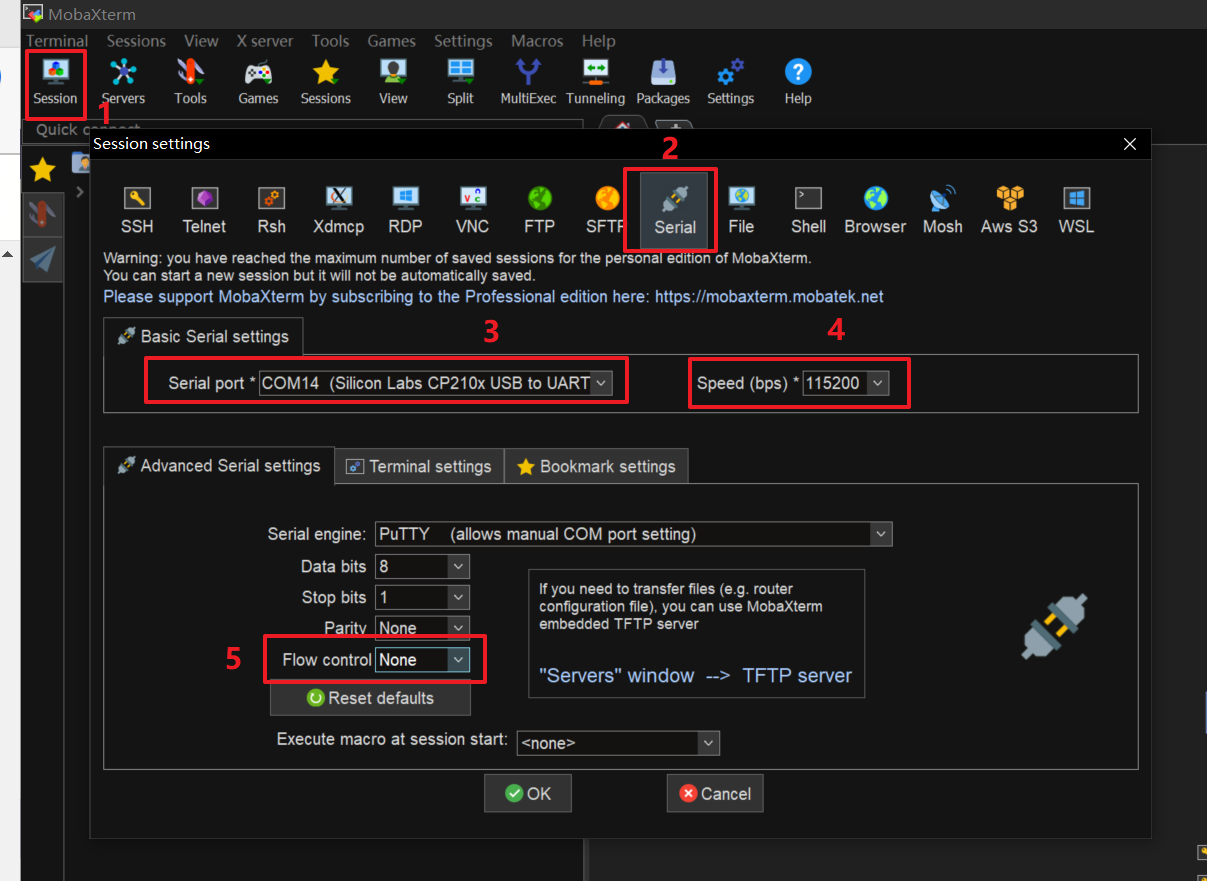 MobaXterm
Terminal Sessions View X server Tools Games Settings Macros Help
Session Servers Tools Games Sessions View Split MultiExec Tunneling Packages Settings Help
1
Quick connect
Session settings
2
SSH Telnet Rsh Xdmcp RDP VNC FTP SFTP Serial File Shell Browser Mosh Aws S3 WSL
Warning: you have reached the maximum number of saved sessions for the personal edition of MobaXterm.
You can start a new session but it will not be automatically saved.
Please support MobaXterm by subscribing to the Professional edition here: https://mobaxterm.mobatek.net
3 4
Basic Serial settings
Serial port * COM14 (Silicon Labs CP210x USB to UART Speed (bps) * 115200
Advanced Serial settings Terminal settings Bookmark settings
Serial engine: PuTTY (allows manual COM port setting)
Data bits 8
Stop bits 1
Parity None
5 Flow control None
Reset defaults
If you need to transfer files (e.g. router
configuration file), you can use MobaXterm
embedded TFTP server
"Servers" window --> TFTP server
Execute macro at session start: <none>
OK Cancel